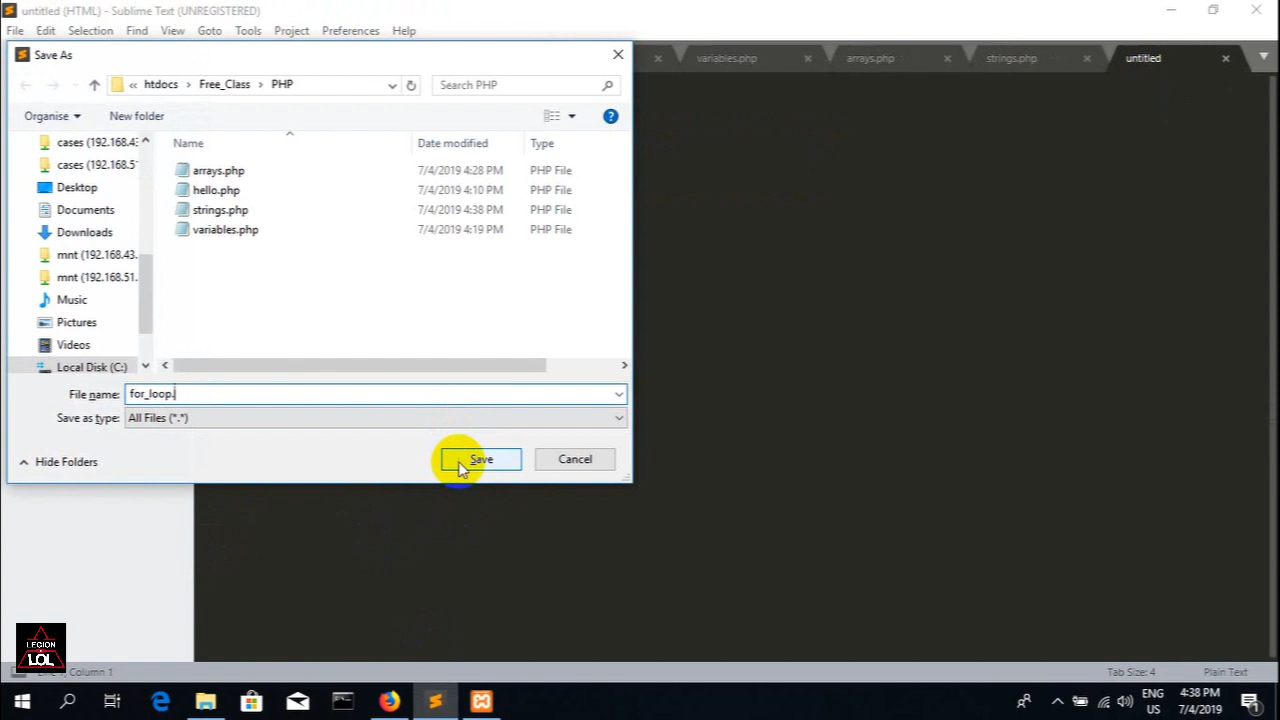 untitled (HTML) - Sublime Text (UNREGISTERED)
File Edit Selection Find View Goto Tools Project Preferences Help
Save As
variables.php arrays.php strings.php untitled
« htdocs > Free_Class > PHP
Search PHP
Organise New folder
Name Date modified Type
cases (192.168.43
cases (192.168.5
Desktop
Documents
Downloads
mnt (192.168.43.
mnt (192.168.51.
Music
Pictures
Videos
Local Disk (C:)
arrays.php 7/4/2019 4:28 PM PHP File
hello.php 7/4/2019 4:10 PM PHP File
strings.php 7/4/2019 4:38 PM PHP File
variables.php 7/4/2019 4:19 PM PHP File
File name: for_loop.
Save as type: All Files (*.*)
Hide Folders
Save Cancel
LEGION
LOL
Column 1
Tab Size: 4 Plain Text
ENG
US
4:38 PM
7/4/2019
1